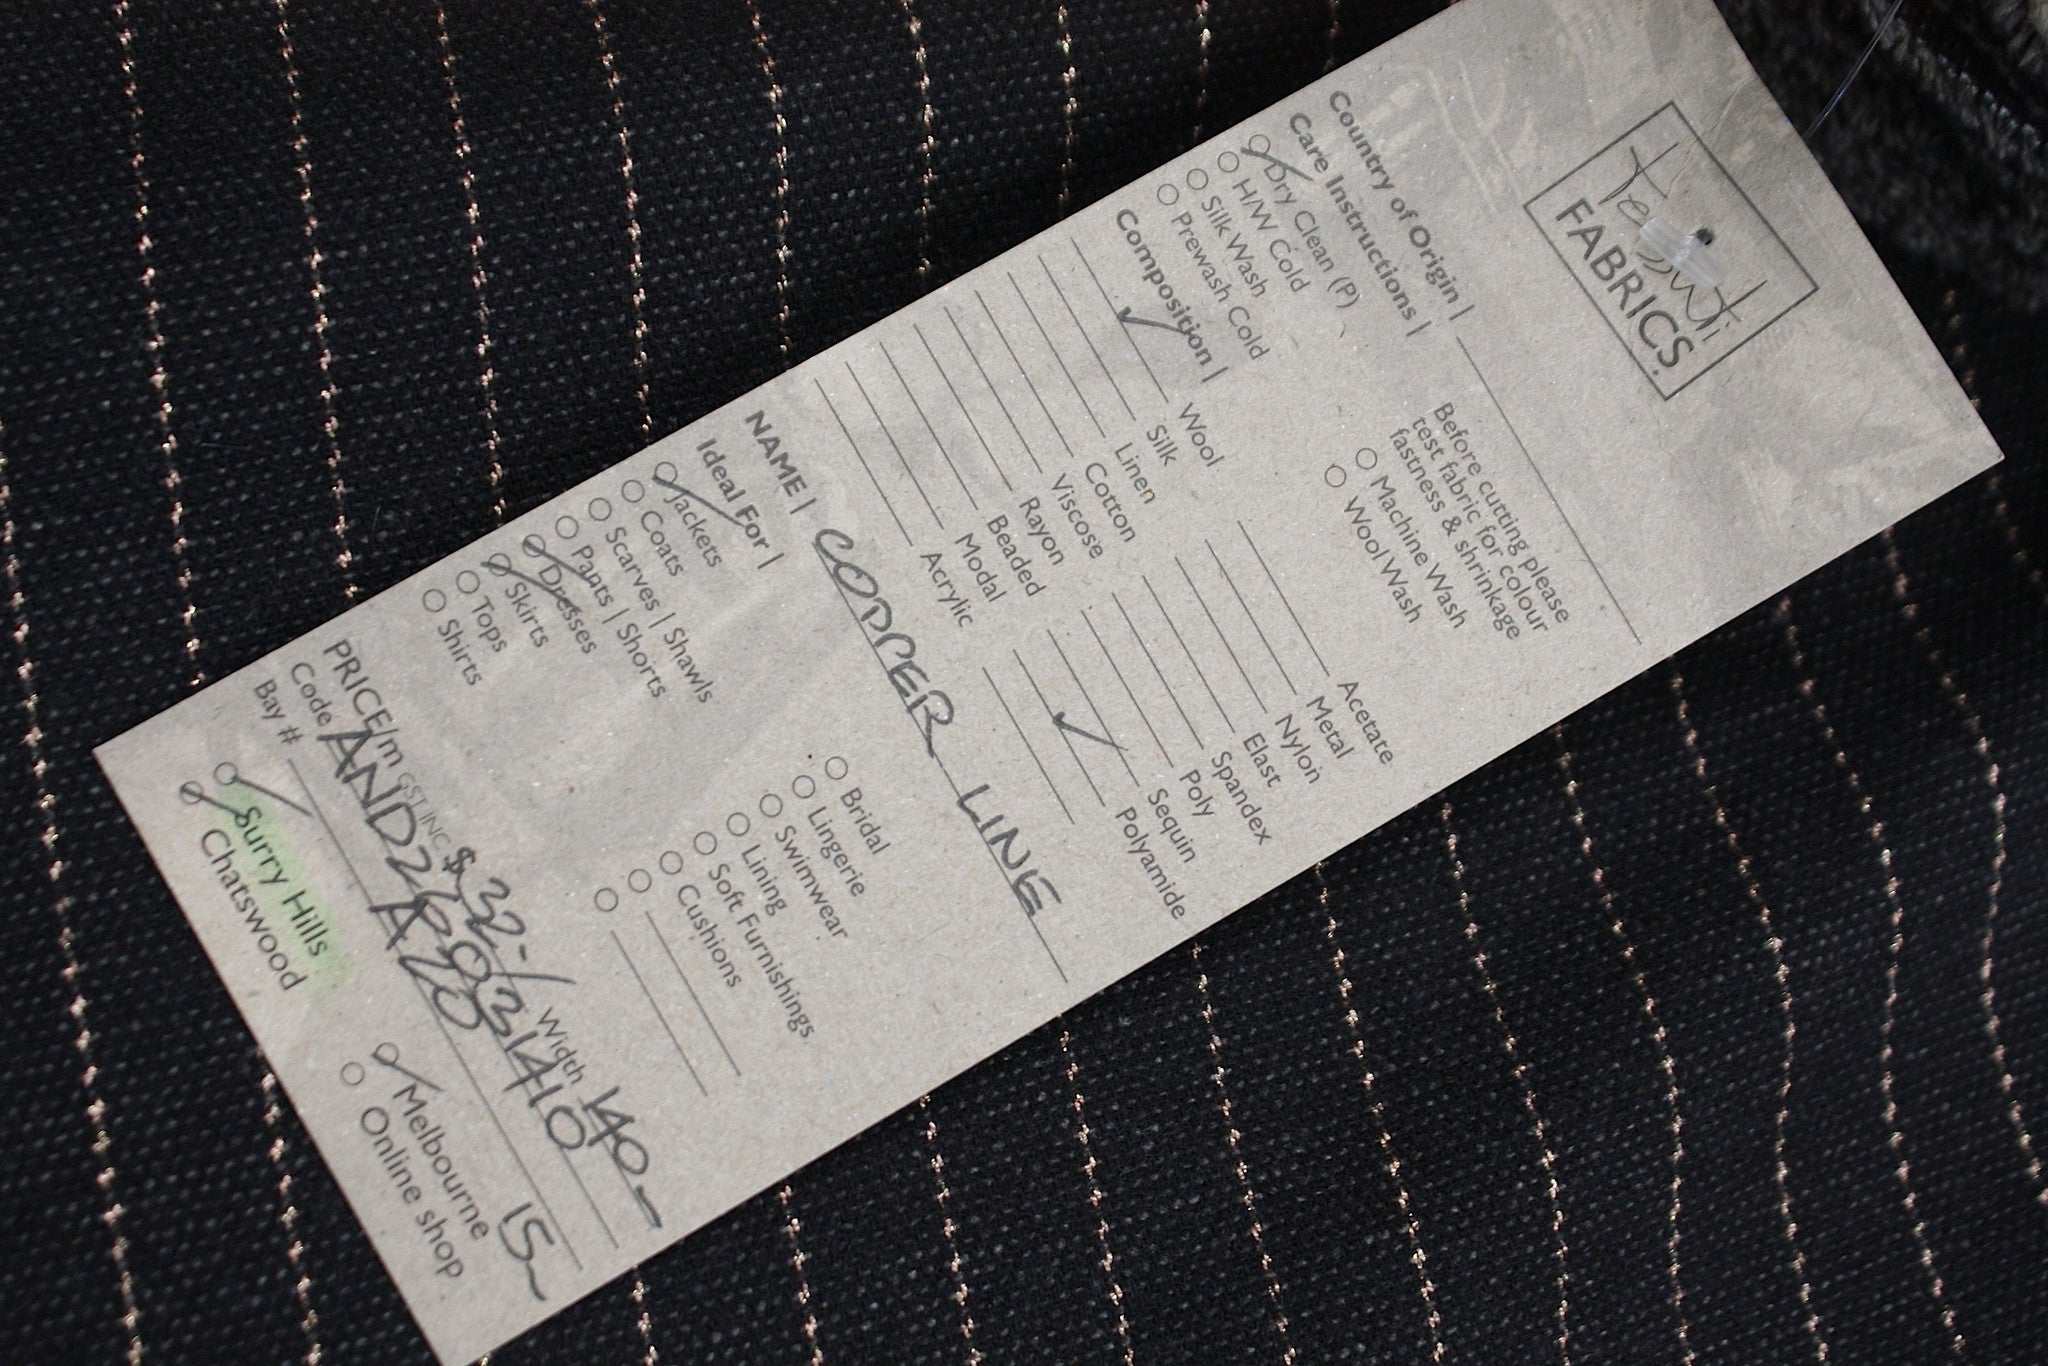 Tessuti
FABRICS.
Country of Origin |
Care Instructions |
Dry Clean (P)
H/W Cold
Silk Wash
Prewash Cold
Before cutting please
test fabric for colour
fastness & shrinkage
Machine Wash
Wool Wash
Composition |
Wool
Silk
Linen
Cotton
Viscose
Rayon
Beaded
Modal
Acrylic
Acetate
Metal
Nylon
Elast
Spandex
Poly
Sequin
Polyamide
NAME | COPPER LINE
Ideal For |
Jackets
Coats
Scarves | Shawls
Pants | Shorts
Dresses
Skirts
Tops
Shirts
Bridal
Lingerie
Swimwear
Lining
Soft Furnishings
Cushions
PRICE/m GST INC $32-/ Width 140
Code
Bay # 15
Surry Hills
Chatswood
Melbourne
Online shop